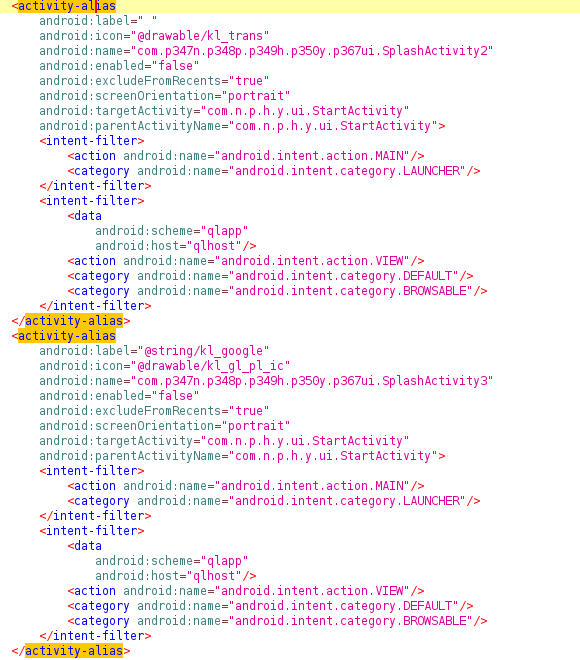 <activity-alias
android:label=" "
android:icon="@drawable/kl_trans"
android:name="com.p347n.p348p.p349h.p350y.p367ui.SplashActivity2"
android:enabled="false"
android:excludeFromRecents="true"
android:screenOrientation="portrait"
android:targetActivity="com.n.p.h.y.ui.StartActivity"
android:parentActivityName="com.n.p.h.y.ui.StartActivity">
<intent-filter>
<action android:name="android.intent.action.MAIN"/>
<category android:name="android.intent.category.LAUNCHER"/>
</intent-filter>
<intent-filter>
<data
android:scheme="qlapp"
android:host="qlhost"/>
<action android:name="android.intent.action.VIEW"/>
<category android:name="android.intent.category.DEFAULT"/>
<category android:name="android.intent.category.BROWSABLE"/>
</intent-filter>
</activity-alias>
<activity-alias
android:label="@string/kl_google"
android:icon="@drawable/kl_gl_pl_ic"
android:name="com.p347n.p348p.p349h.p350y.p367ui.SplashActivity3"
android:enabled="false"
android:excludeFromRecents="true"
android:screenOrientation="portrait"
android:targetActivity="com.n.p.h.y.ui.StartActivity"
android:parentActivityName="com.n.p.h.y.ui.StartActivity">
<intent-filter>
<action android:name="android.intent.action.MAIN"/>
<category android:name="android.intent.category.LAUNCHER"/>
</intent-filter>
<intent-filter>
<data
android:scheme="qlapp"
android:host="qlhost"/>
<action android:name="android.intent.action.VIEW"/>
<category android:name="android.intent.category.DEFAULT"/>
<category android:name="android.intent.category.BROWSABLE"/>
</intent-filter>
</activity-alias>